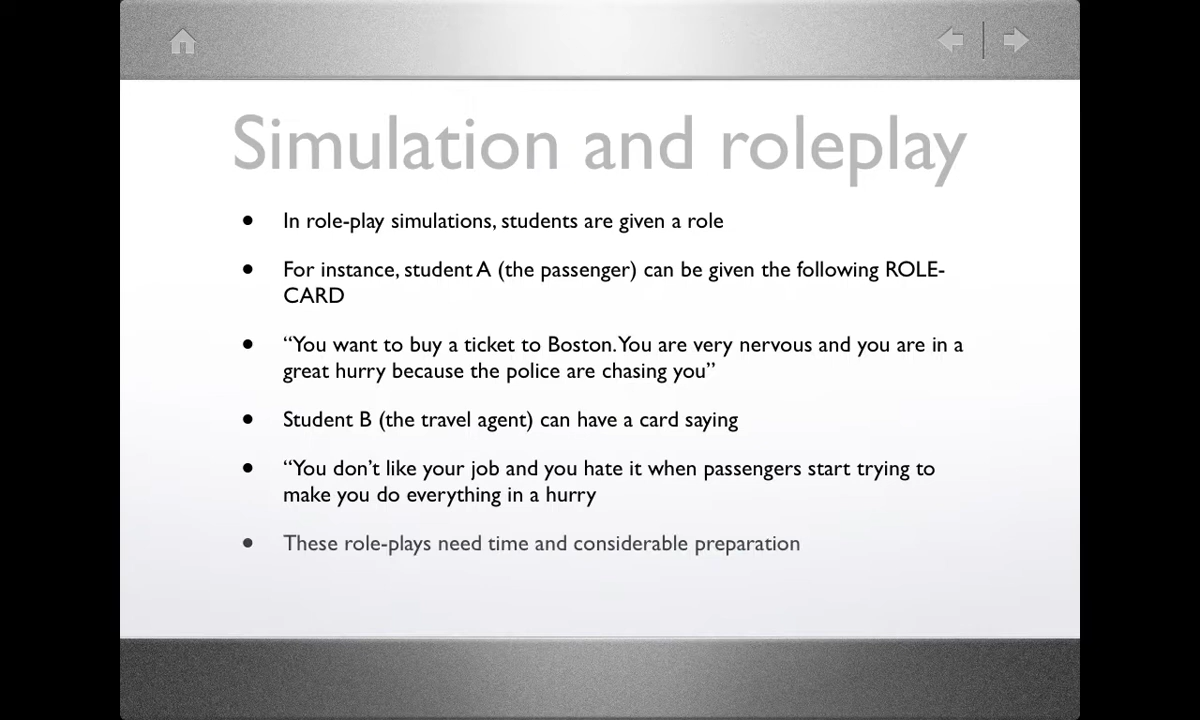 Simulation and roleplay
• In role-play simulations, students are given a role
• For instance, student A (the passenger) can be given the following ROLE-
CARD
• “You want to buy a ticket to Boston. You are very nervous and you are in a
great hurry because the police are chasing you”
• Student B (the travel agent) can have a card saying
• “You don’t like your job and you hate it when passengers start trying to
make you do everything in a hurry
• These role-plays need time and considerable preparation